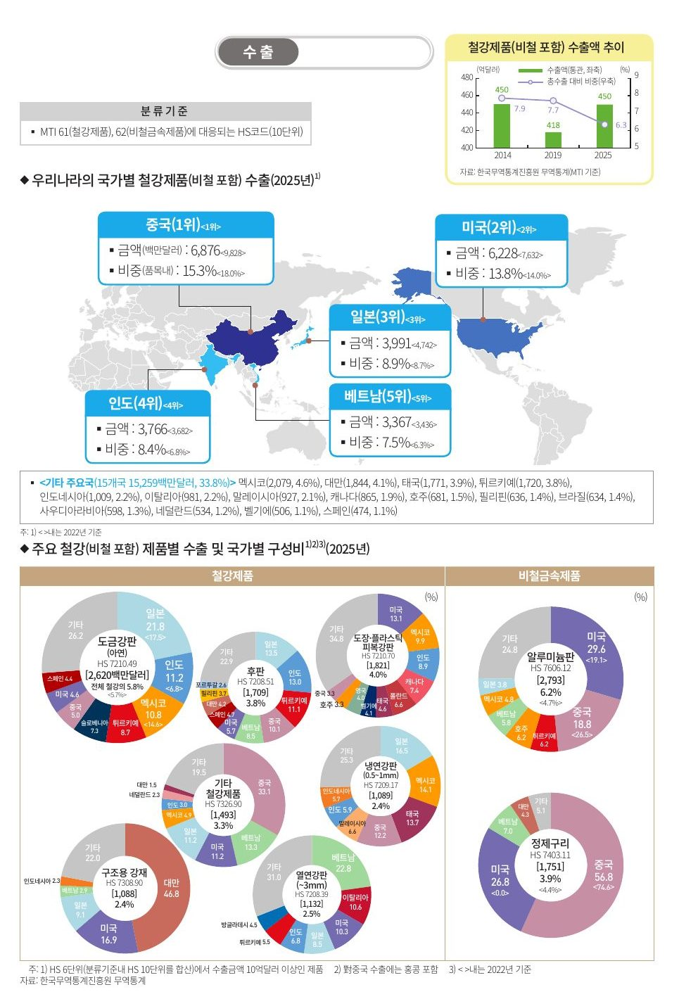 수 출
철강제품(비철 포함) 수출액 추이
(억달러)
수출액(통관, 좌축)
(%)
총수출 대비 비중(우축)
480
460
440
420
400
9
8
7
6
5
450
418
450
7.9
7.7
6.3
2014
2019
2025
자료: 한국무역통계진흥원 무역통계(MTI 기준)
분 류 기 준
▪ MTI 61(철강제품), 62(비철금속제품)에 대응되는 HS코드(10단위)
◆ 우리나라의 국가별 철강제품(비철 포함) 수출(2025년)1)
중국(1위)<1위>
▪ 금액(백만달러) : 6,876<9,828>
▪ 비중(품목내) : 15.3%<18.0%>
미국(2위)<2위>
▪ 금액 : 6,228<7,632>
▪ 비중 : 13.8%<14.0%>
일본(3위)<3위>
▪ 금액 : 3,991<4,742>
▪ 비중 : 8.9%<8.7%>
인도(4위)<4위>
▪ 금액 : 3,766<3,682>
▪ 비중 : 8.4%<6.8%>
베트남(5위)<5위>
▪ 금액 : 3,367<3,436>
▪ 비중 : 7.5%<6.3%>
▪ <기타 주요국(15개국 15,259백만달러, 33.8%)> 멕시코(2,079, 4.6%), 대만(1,844, 4.1%), 태국(1,771, 3.9%), 튀르키예(1,720, 3.8%),
인도네시아(1,009, 2.2%), 이탈리아(981, 2.2%), 말레이시아(927, 2.1%), 캐나다(865, 1.9%), 호주(681, 1.5%), 필리핀(636, 1.4%), 브라질(634, 1.4%),
사우디아라비아(598, 1.3%), 네덜란드(534, 1.2%), 벨기에(506, 1.1%), 스페인(474, 1.1%)
주: 1) < >내는 2022년 기준
◆ 주요 철강(비철 포함) 제품별 수출 및 국가별 구성비1)2)3)(2025년)
철강제품
비철금속제품
(%)
(%)
도금강판
(아연)
HS 7210.49
[2,620백만달러]
전체 철강의 5.8%
<5.7%>
일본
21.8
<17.5>
인도
11.2
<6.8>
멕시코
10.8
<14.6>
튀르키예
8.7
슬로베니아
7.3
중국
5.0
미국 4.6
스페인 4.4
기타
26.2
후판
HS 7208.51
[1,709]
3.8%
일본
13.5
인도
13.0
튀르키예
11.1
중국
10.1
베트남
8.5
미국
5.7
스페인 4.7
대만 4.2
필리핀 3.7
포르투갈 2.6
기타
22.9
도장·플라스틱
피복강판
HS 7210.70
[1,821]
4.0%
미국
13.1
멕시코
9.9
인도
8.9
캐나다
7.4
폴란드
6.6
태국
4.6
벨기에
4.1
영국
4.0
호주 3.3
중국 3.3
기타
34.8
기타
철강제품
HS 7326.90
[1,493]
3.3%
중국
33.1
베트남
13.3
미국
11.2
일본
11.2
멕시코 4.9
인도 3.0
네덜란드 2.3
대만 1.5
기타
19.5
냉연강판
(0.5~1mm)
HS 7209.17
[1,089]
2.4%
일본
16.5
멕시코
14.1
태국
13.7
중국
12.2
말레이시아
6.6
인도 5.9
인도네시아
5.7
기타
25.3
구조용 강재
HS 7308.90
[1,088]
2.4%
대만
46.8
미국
16.9
일본
9.1
베트남 2.9
인도네시아 2.3
기타
22.0
열연강판
(~3mm)
HS 7208.39
[1,132]
2.5%
베트남
22.8
이탈리아
10.6
미국
10.3
일본
8.5
인도
6.8
튀르키예 5.5
방글라데시 4.5
기타
31.0
알루미늄판
HS 7606.12
[2,793]
6.2%
<4.7%>
미국
29.6
<19.1>
중국
18.8
<26.5>
튀르키예
6.2
호주
6.2
베트남
5.8
멕시코 4.8
일본 3.8
기타
24.8
정제구리
HS 7403.11
[1,751]
3.9%
<4.4%>
중국
56.8
<74.6>
미국
26.8
<0.0>
베트남
7.0
대만
4.3
기타
5.1
주: 1) HS 6단위(분류기준내 HS 10단위를 합산)에서 수출금액 10억달러 이상인 제품 2) 對중국 수출에는 홍콩 포함 3) < >내는 2022년 기준
자료: 한국무역통계진흥원 무역통계